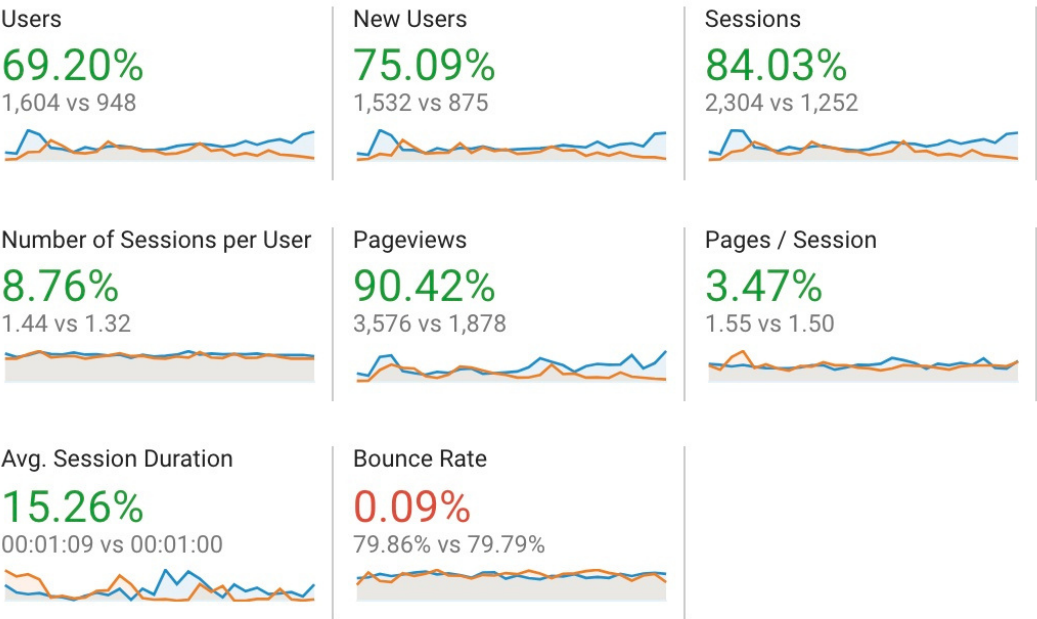 Users
69.20%
1,604 vs 948
New Users
75.09%
1,532 vs 875
Sessions
84.03%
2,304 vs 1,252
Number of Sessions per User
8.76%
1.44 vs 1.32
Pageviews
90.42%
3,576 vs 1,878
Pages / Session
3.47%
1.55 vs 1.50
Avg. Session Duration
15.26%
00:01:09 vs 00:01:00
Bounce Rate
0.09%
79.86% vs 79.79%